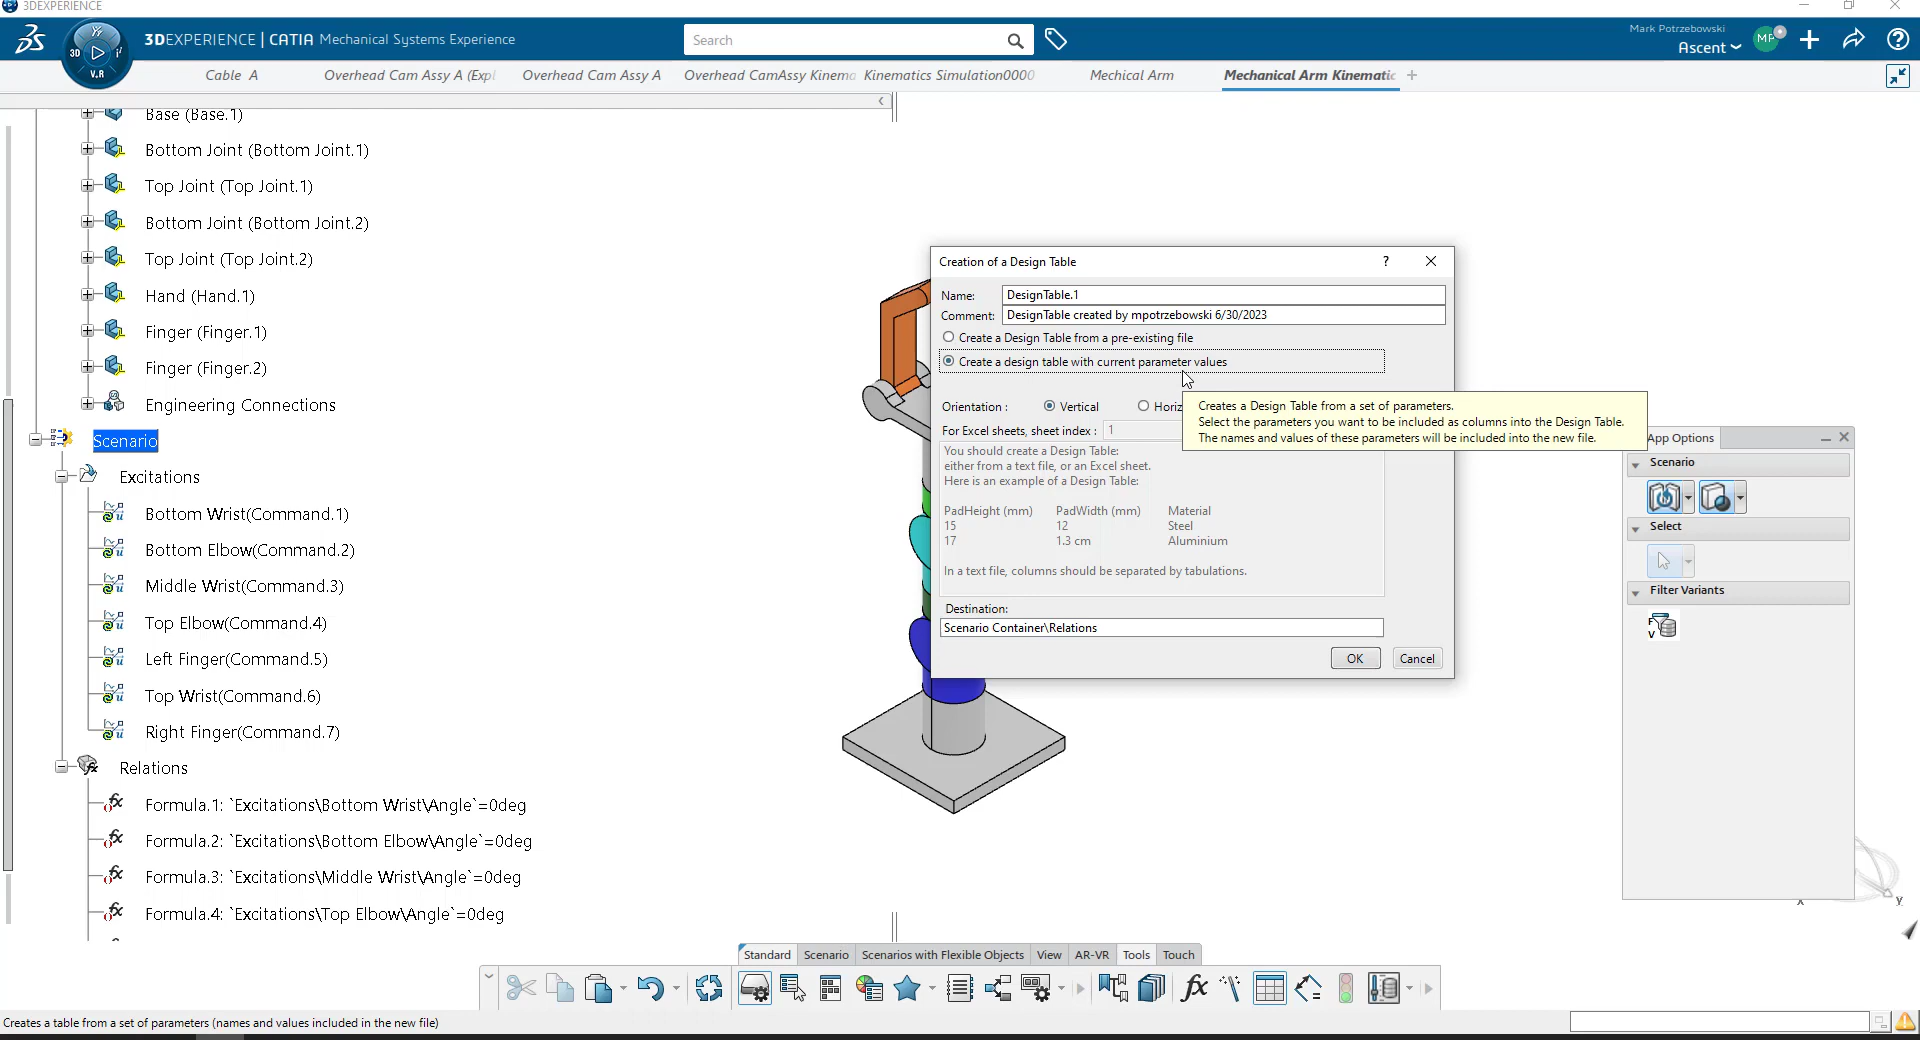 3DEXPERIENCE
3DEXPERIENCE | CATIA Mechanical Systems Experience
Search
Mark Potrzebowski
Ascent
MP
3D
V.R
Cable A
Overhead Cam Assy A (Expl
Overhead Cam Assy A
Overhead CamAssy Kinema
Kinematics Simulation0000
Mechical Arm
Mechanical Arm Kinematic
Base (Base.1)
Bottom Joint (Bottom Joint.1)
Top Joint (Top Joint.1)
Bottom Joint (Bottom Joint.2)
Top Joint (Top Joint.2)
Hand (Hand.1)
Finger (Finger.1)
Finger (Finger.2)
Engineering Connections
Scenario
Excitations
Bottom Wrist(Command.1)
Bottom Elbow(Command.2)
Middle Wrist(Command.3)
Top Elbow(Command.4)
Left Finger(Command.5)
Top Wrist(Command.6)
Right Finger(Command.7)
Relations
Formula.1: `Excitations\Bottom Wrist\Angle`=0deg
Formula.2: `Excitations\Bottom Elbow\Angle`=0deg
Formula.3: `Excitations\Middle Wrist\Angle`=0deg
Formula.4: `Excitations\Top Elbow\Angle`=0deg
Creation of a Design Table
Name: DesignTable.1
Comment: DesignTable created by mpotrzebowski 6/30/2023
Create a Design Table from a pre-existing file
Create a design table with current parameter values
Orientation : Vertical Horiz
For Excel sheets, sheet index : 1
You should create a Design Table:
either from a text file, or an Excel sheet.
Here is an example of a Design Table:
PadHeight (mm) PadWidth (mm) Material
15 12 Steel
17 1.3 cm Aluminium
In a text file, columns should be separated by tabulations.
Destination:
Scenario Container\Relations
OK Cancel
Creates a Design Table from a set of parameters.
Select the parameters you want to be included as columns into the Design Table.
The names and values of these parameters will be included into the new file.
App Options
Scenario
Select
Filter Variants
x y
Standard Scenario Scenarios with Flexible Objects View AR-VR Tools Touch
Creates a table from a set of parameters (names and values included in the new file)